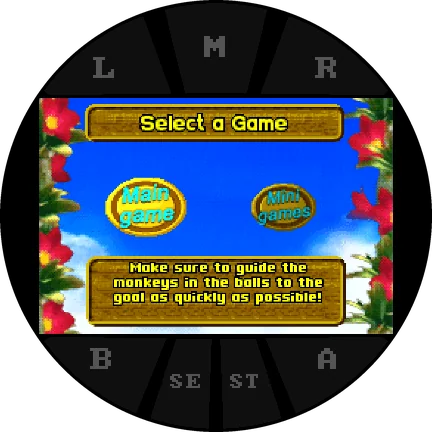 M
L R
Select a Game
Main Mini
game games
Make sure to guide the
monkeys in the balls to the
goal as quickly as possible!
B A
SE ST